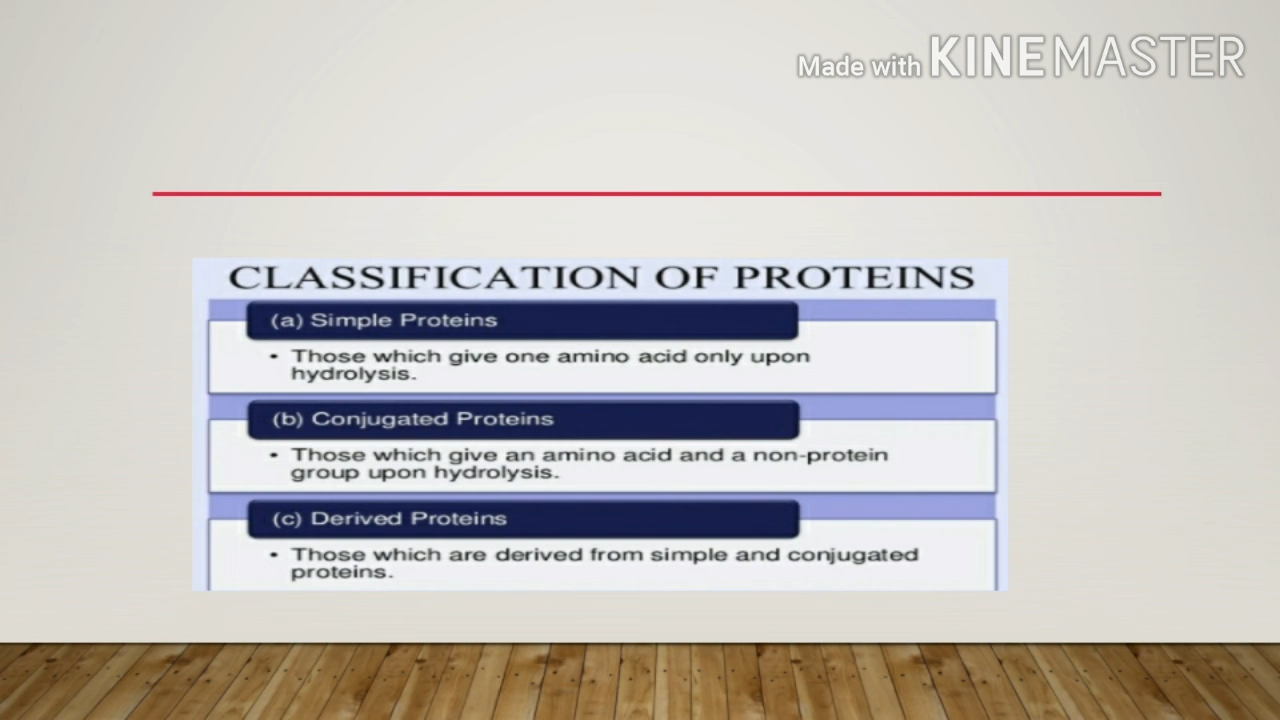 Made with KINEMASTER
CLASSIFICATION OF PROTEINS
(a) Simple Proteins
• Those which give one amino acid only upon
hydrolysis.
(b) Conjugated Proteins
• Those which give an amino acid and a non-protein
group upon hydrolysis.
(c) Derived Proteins
• Those which are derived from simple and conjugated
proteins.